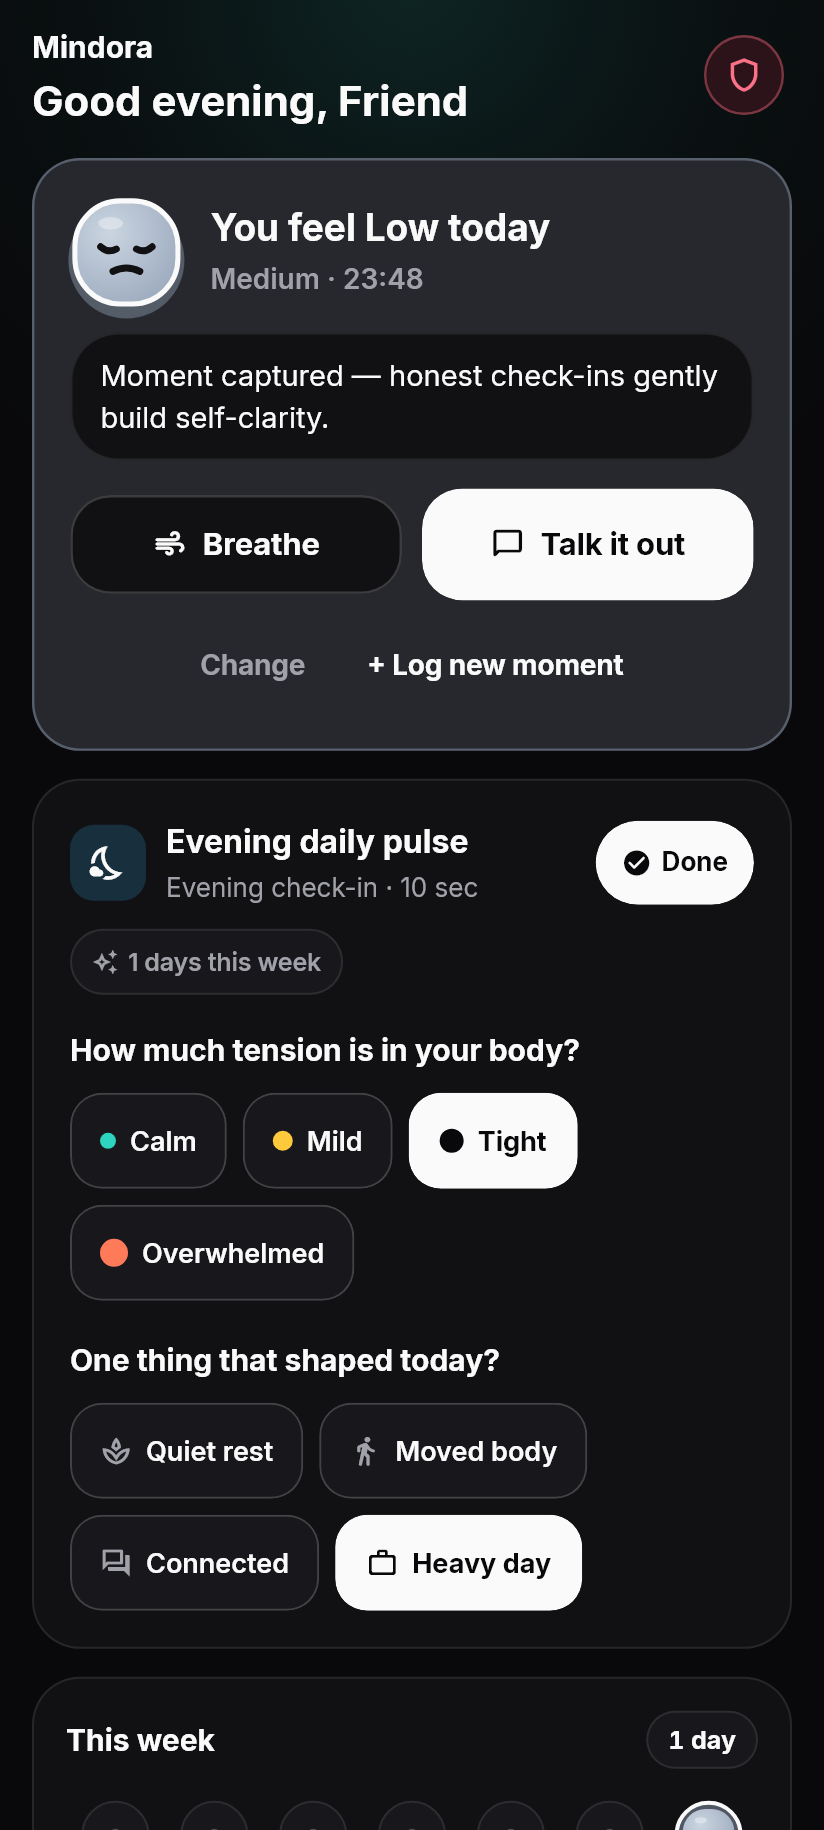 Mindora
Good evening, Friend
You feel Low today
Medium · 23:48
Moment captured — honest check-ins gently
build self-clarity.
Breathe
Talk it out
Change
+ Log new moment
Evening daily pulse
Evening check-in · 10 sec
Done
1 days this week
How much tension is in your body?
Calm
Mild
Tight
Overwhelmed
One thing that shaped today?
Quiet rest
Moved body
Connected
Heavy day
This week
1 day